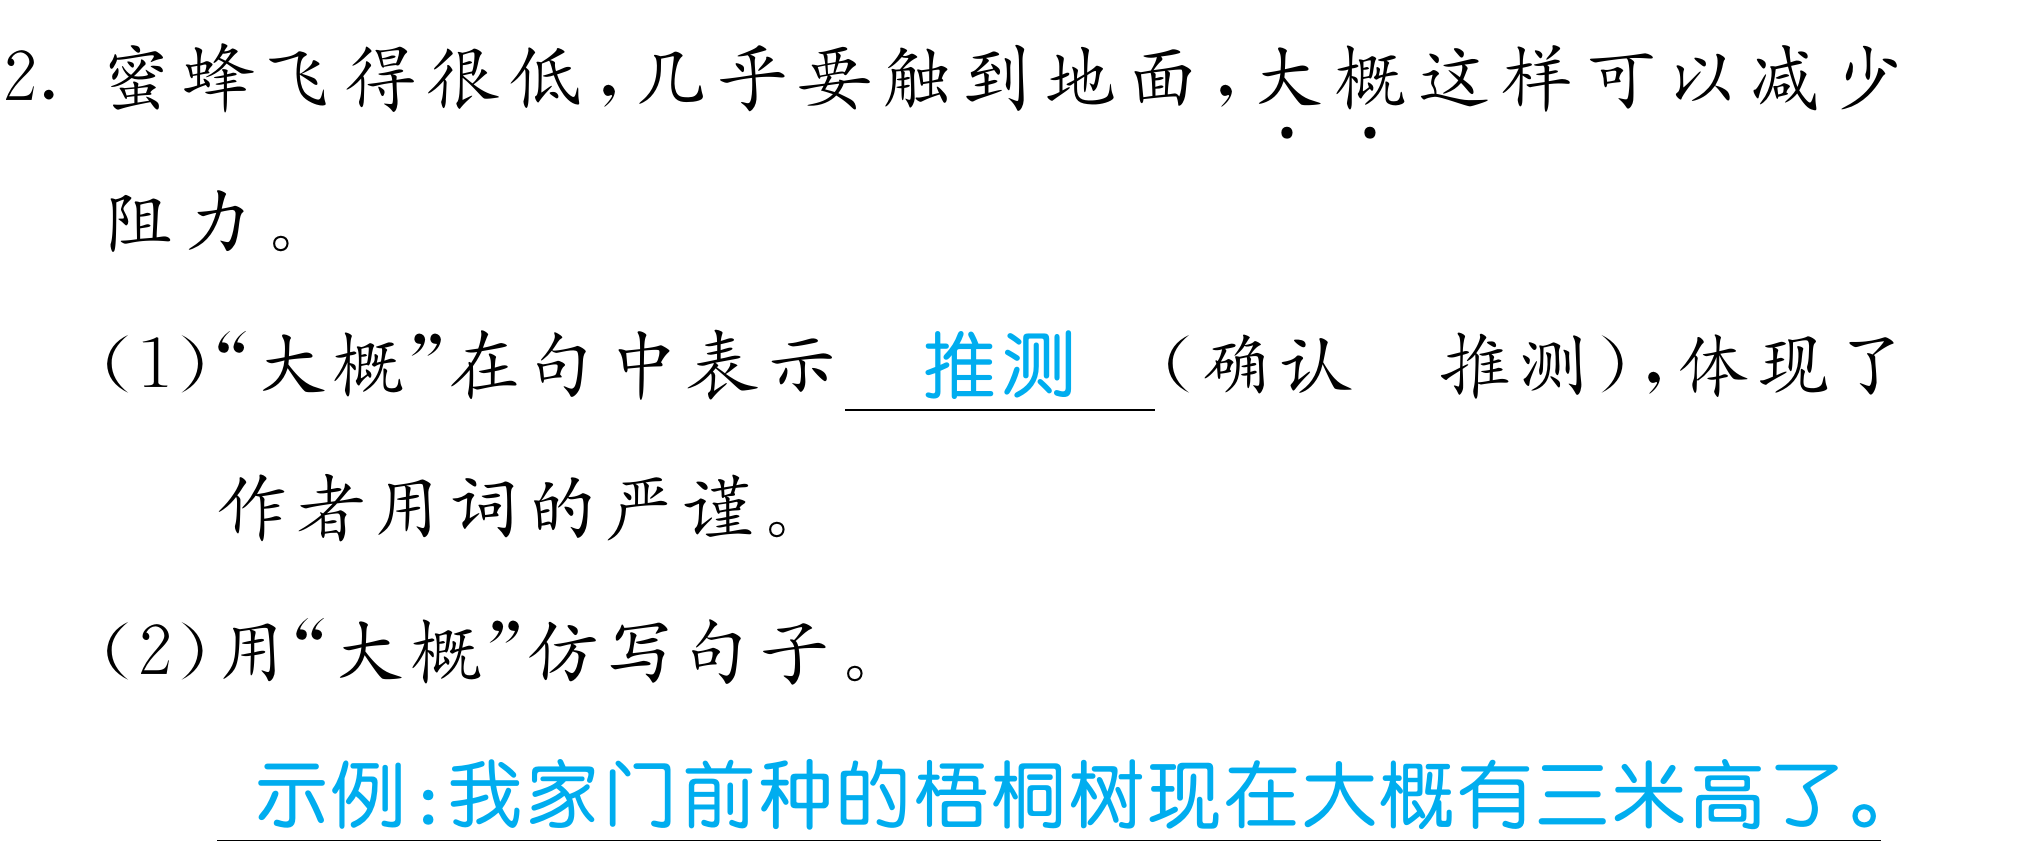 2. 蜜蜂飞得很低,几乎要触到地面,大概这样可以减少
阻力。
(1)“大概”在句中表示 推测 (确认 推测),体现了
作者用词的严谨。
(2)用“大概”仿写句子。
示例:我家门前种的梧桐树现在大概有三米高了。